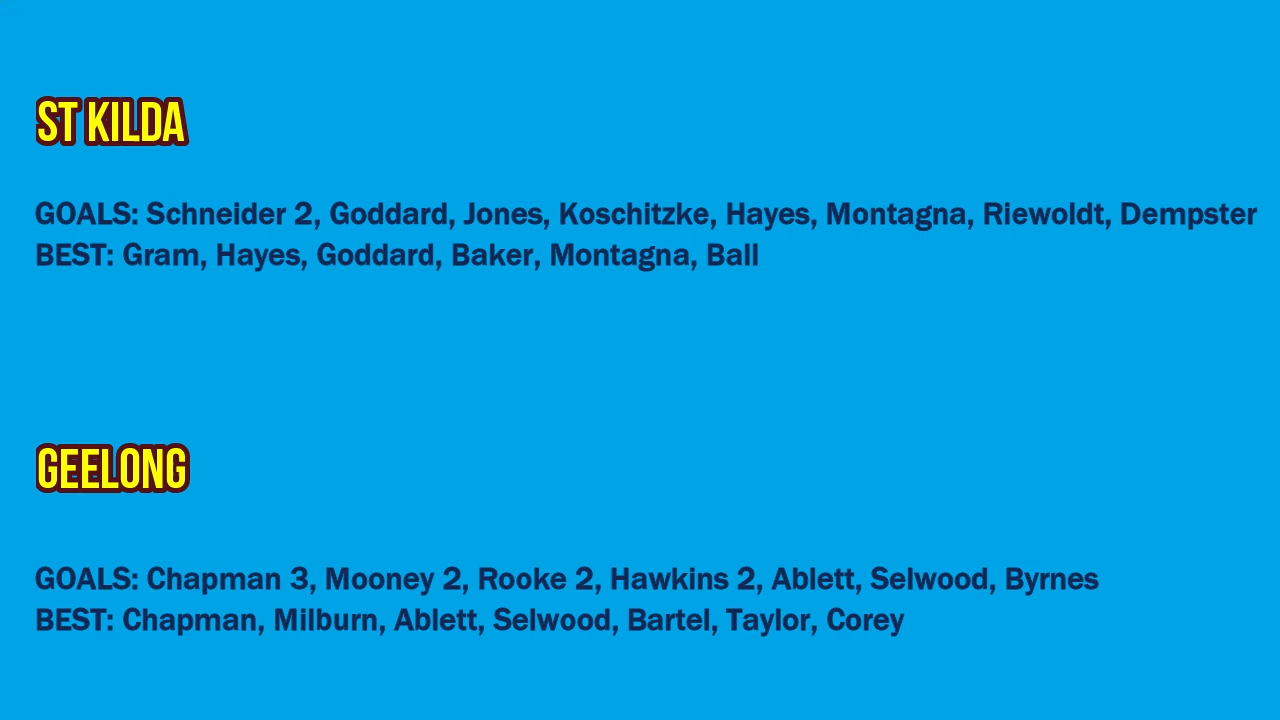 ST KILDA
GOALS: Schneider 2, Goddard, Jones, Koschitzke, Hayes, Montagna, Riewoldt, Dempster
BEST: Gram, Hayes, Goddard, Baker, Montagna, Ball
GEELONG
GOALS: Chapman 3, Mooney 2, Rooke 2, Hawkins 2, Ablett, Selwood, Byrnes
BEST: Chapman, Milburn, Ablett, Selwood, Bartel, Taylor, Corey